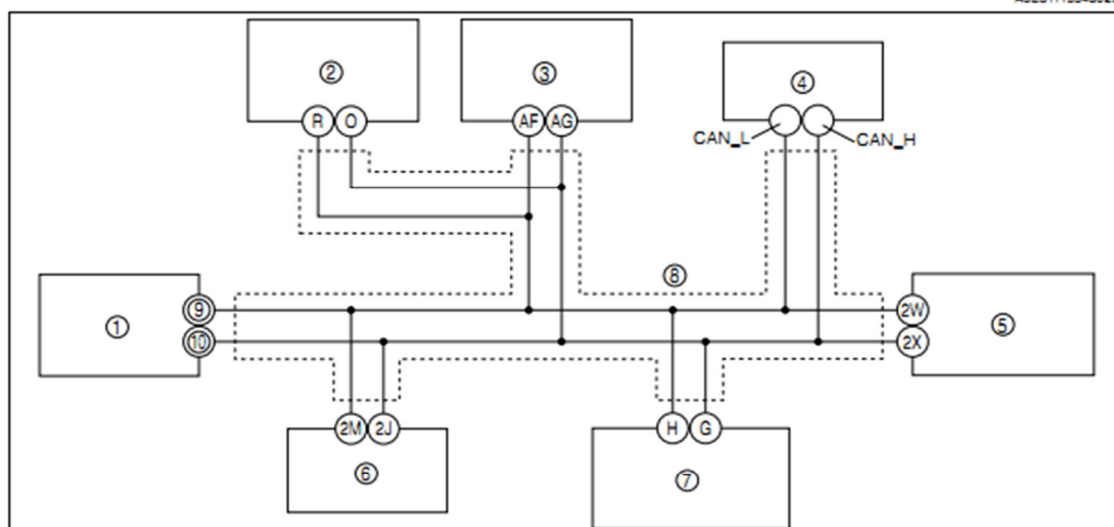 ② ③ ④
R O AF AG
CAN_L CAN_H
⑧
① ⑨ 2W ⑤
⑩ 2X
2M 2J H G
⑥ ⑦